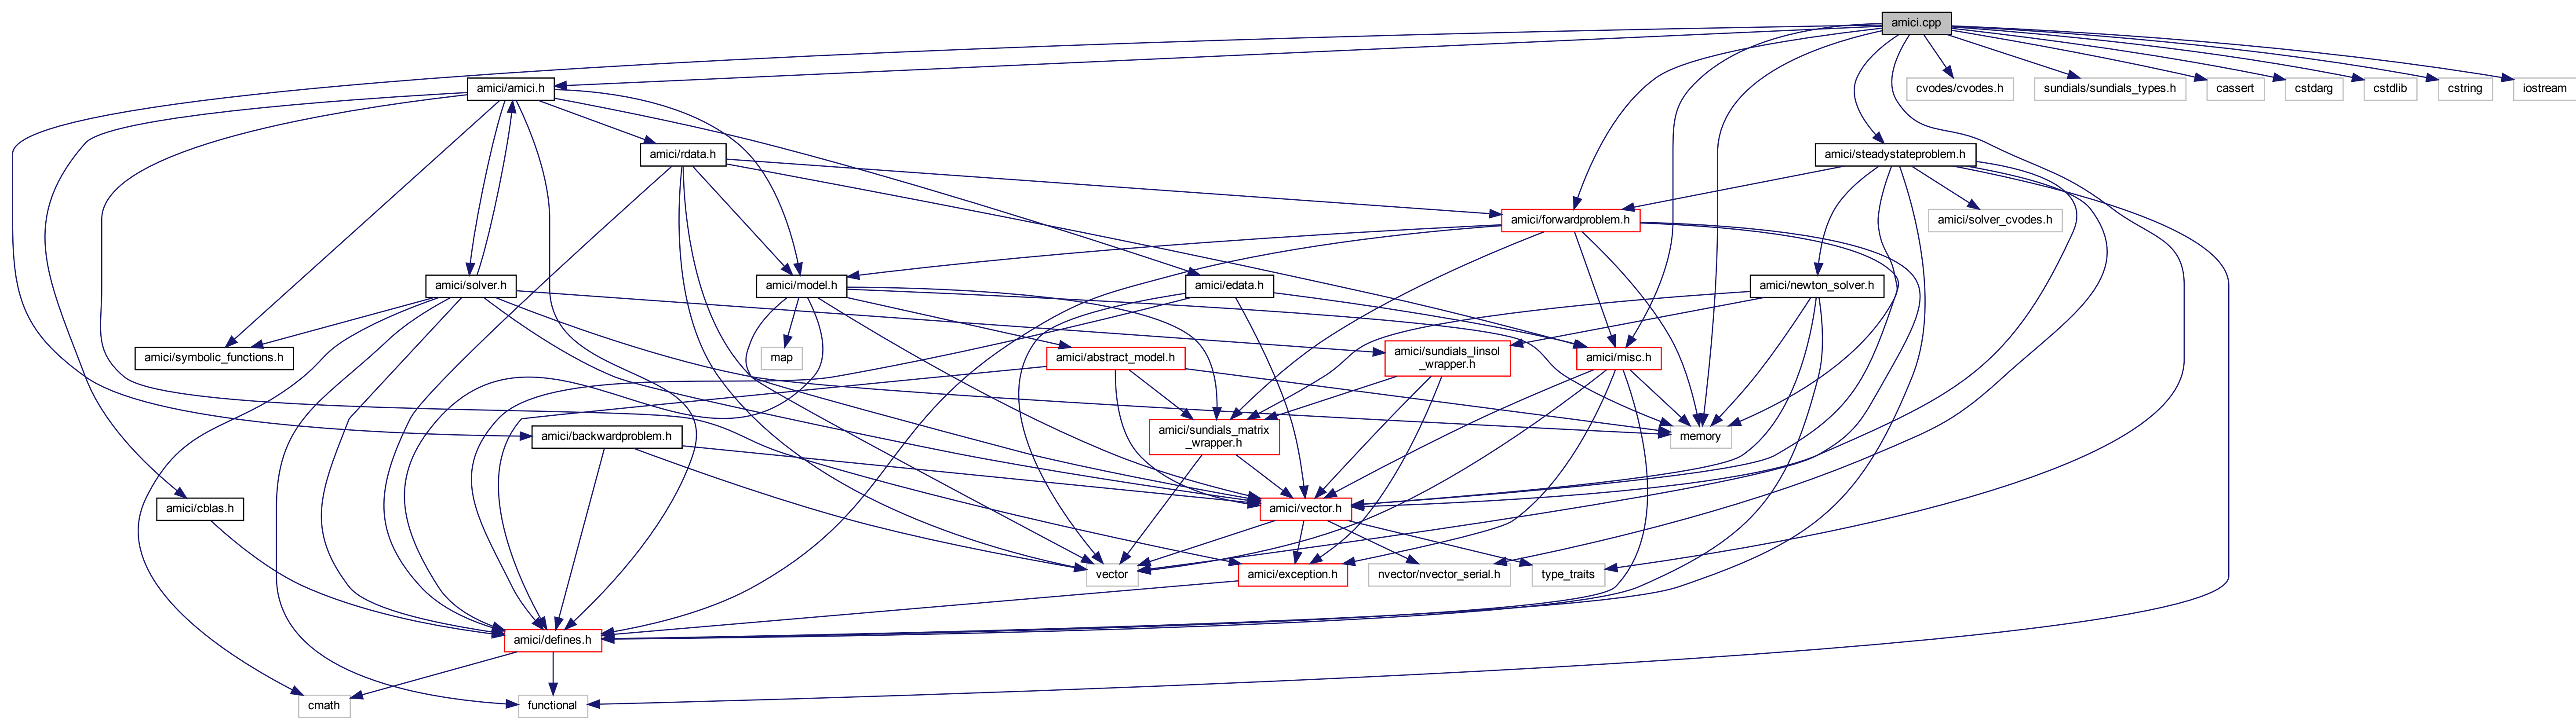 amici.cpp
amici/amici.h
cvodes/cvodes.h
sundials/sundials_types.h
cassert
cstdarg
cstdlib
cstring
iostream
amici/rdata.h
amici/steadystateproblem.h
amici/forwardproblem.h
amici/solver_cvodes.h
amici/solver.h
amici/model.h
amici/edata.h
amici/newton_solver.h
amici/symbolic_functions.h
map
amici/abstract_model.h
amici/sundials_linsol
_wrapper.h
amici/misc.h
amici/backwardproblem.h
amici/sundials_matrix
_wrapper.h
memory
amici/cblas.h
amici/vector.h
vector
amici/exception.h
nvector/nvector_serial.h
type_traits
amici/defines.h
cmath
functional